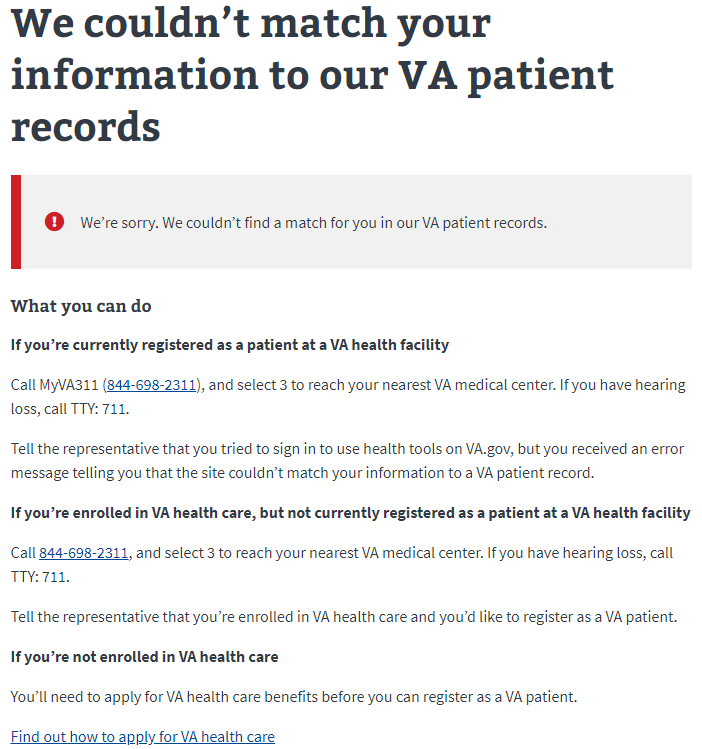 We couldn’t match your
information to our VA patient
records
We’re sorry. We couldn’t find a match for you in our VA patient records.
What you can do
If you’re currently registered as a patient at a VA health facility
Call MyVA311 (844-698-2311), and select 3 to reach your nearest VA medical center. If you have hearing
loss, call TTY: 711.
Tell the representative that you tried to sign in to use health tools on VA.gov, but you received an error
message telling you that the site couldn’t match your information to a VA patient record.
If you’re enrolled in VA health care, but not currently registered as a patient at a VA health facility
Call 844-698-2311, and select 3 to reach your nearest VA medical center. If you have hearing loss, call
TTY: 711.
Tell the representative that you’re enrolled in VA health care and you’d like to register as a VA patient.
If you’re not enrolled in VA health care
You’ll need to apply for VA health care benefits before you can register as a VA patient.
Find out how to apply for VA health care